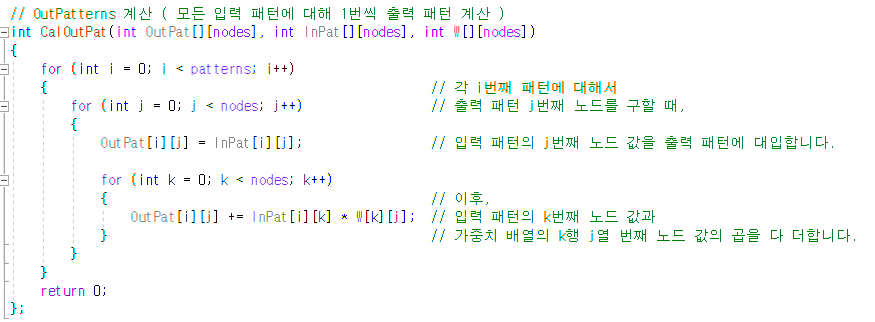 // OutPatterns 계산 ( 모든 입력 패턴에 대해 1번씩 출력 패턴 계산 )
int CalOutPat(int OutPat[][nodes], int InPat[][nodes], int W[][nodes])
{
for (int i = 0; i < patterns; i++)
{ // 각 i번째 패턴에 대해서
for (int j = 0; j < nodes; j++) // 출력 패턴 j번째 노드를 구할 때,
{
OutPat[i][j] = InPat[i][j]; // 입력 패턴의 j번째 노드 값을 출력 패턴에 대입합니다.
for (int k = 0; k < nodes; k++)
{ // 이후,
OutPat[i][j] += InPat[i][k] * W[k][j]; // 입력 패턴의 k번째 노드 값과
} // 가중치 배열의 k행 j열 번째 노드 값의 곱을 다 더합니다.
}
}
return 0;
};